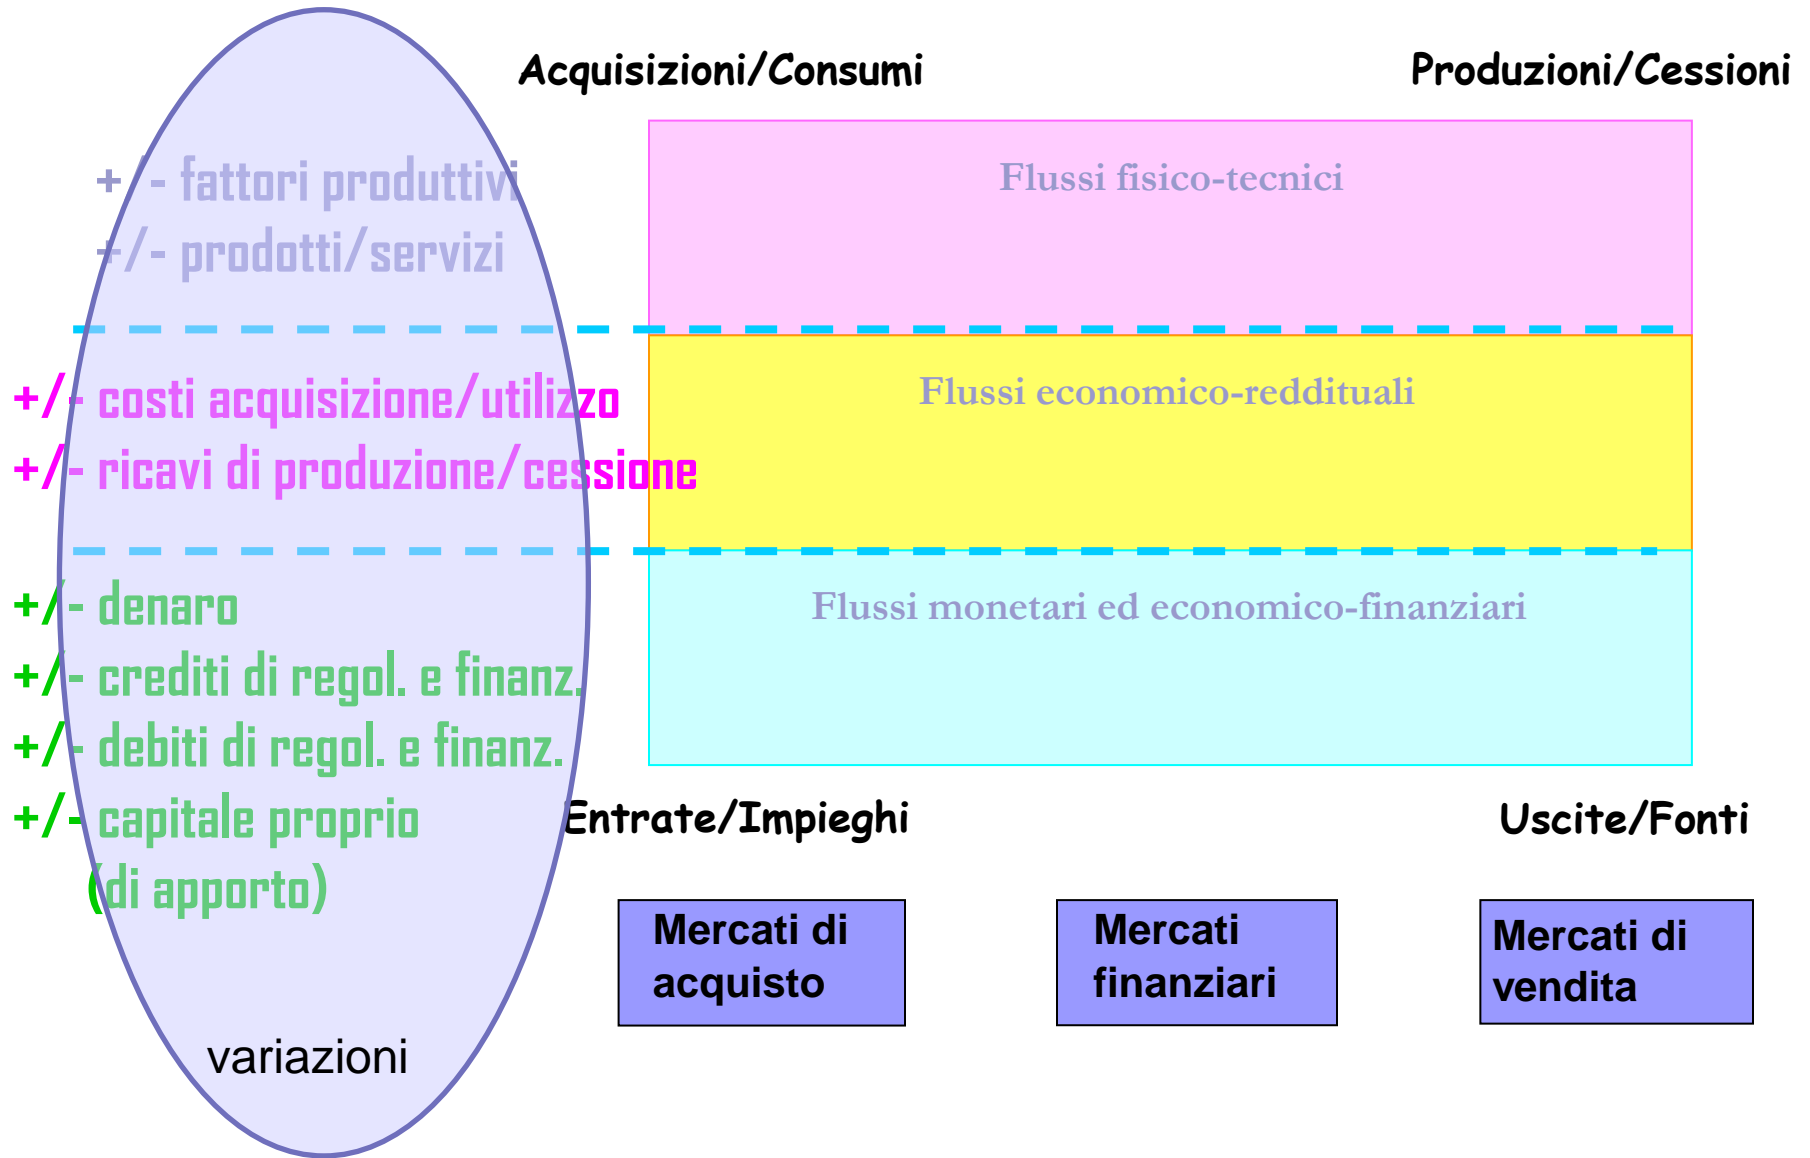 Acquisizioni/Consumi
Produzioni/Cessioni
+/- fattori produttivi
+/- prodotti/servizi
Flussi fisico-tecnici
+/- costi acquisizione/utilizzo
+/- ricavi di produzione/cessione
Flussi economico-reddituali
+/- denaro
+/- crediti di regol. e finanz.
+/- debiti di regol. e finanz.
+/- capitale proprio
(di apporto)
Flussi monetari ed economico-finanziari
Entrate/Impieghi
Uscite/Fonti
Mercati di
acquisto
Mercati
finanziari
Mercati di
vendita
variazioni